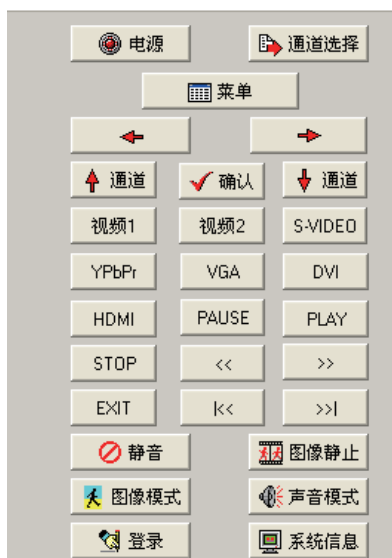 电源 通道选择
菜单
通道 确认 通道
视频1 视频2 S-VIDEO
YPbPr VGA DVI
HDMI PAUSE PLAY
STOP << >>
EXIT |<< >>|
静音 图像静止
图像模式 声音模式
登录 系统信息